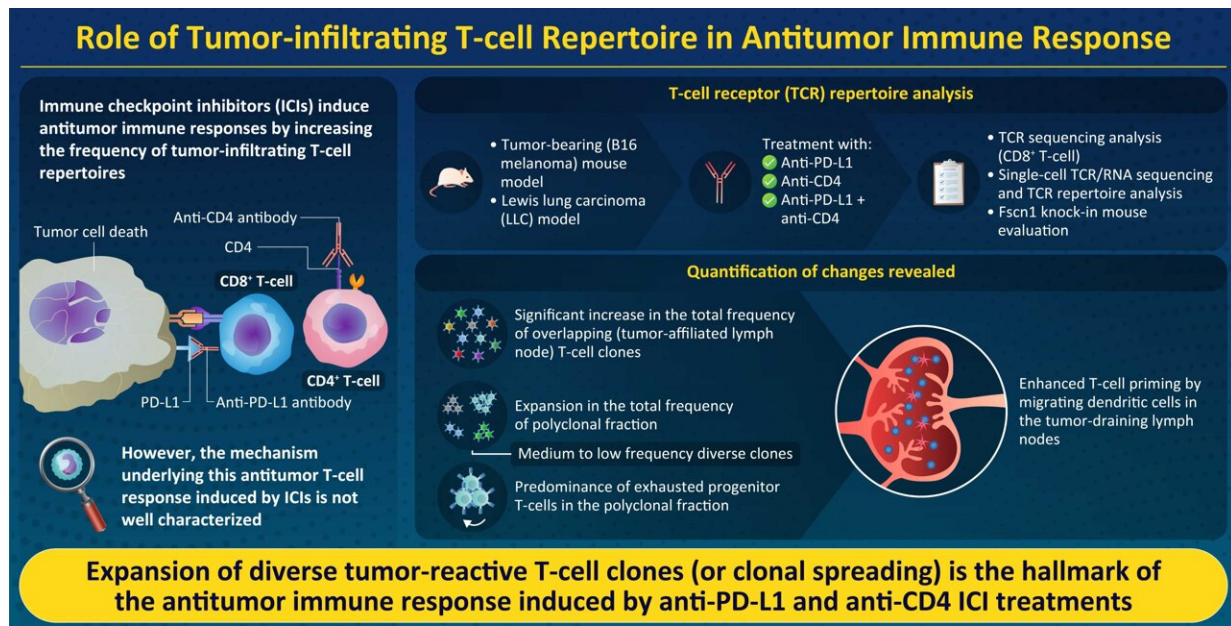 Role of Tumor-infiltrating T-cell Repertoire in Antitumor Immune Response
Immune checkpoint inhibitors (ICIs) induce
antitumor immune responses by increasing
the frequency of tumor-infiltrating T-cell
repertoires
Anti-CD4 antibody
Tumor cell death
CD4
CD8⁺ T-cell
CD4⁺ T-cell
PD-L1
Anti-PD-L1 antibody
However, the mechanism
underlying this antitumor T-cell
response induced by ICIs is not
well characterized
T-cell receptor (TCR) repertoire analysis
• Tumor-bearing (B16
melanoma) mouse
model
• Lewis lung carcinoma
(LLC) model
Treatment with:
Anti-PD-L1
Anti-CD4
Anti-PD-L1 +
anti-CD4
• TCR sequencing analysis
(CD8⁺ T-cell)
• Single-cell TCR/RNA sequencing
and TCR repertoire analysis
• Fscn1 knock-in mouse
evaluation
Quantification of changes revealed
Significant increase in the total frequency
of overlapping (tumor-affiliated lymph
node) T-cell clones
Expansion in the total frequency
of polyclonal fraction
Medium to low frequency diverse clones
Predominance of exhausted progenitor
T-cells in the polyclonal fraction
Enhanced T-cell priming by
migrating dendritic cells in
the tumor-draining lymph
nodes
Expansion of diverse tumor-reactive T-cell clones (or clonal spreading) is the hallmark of
the antitumor immune response induced by anti-PD-L1 and anti-CD4 ICI treatments